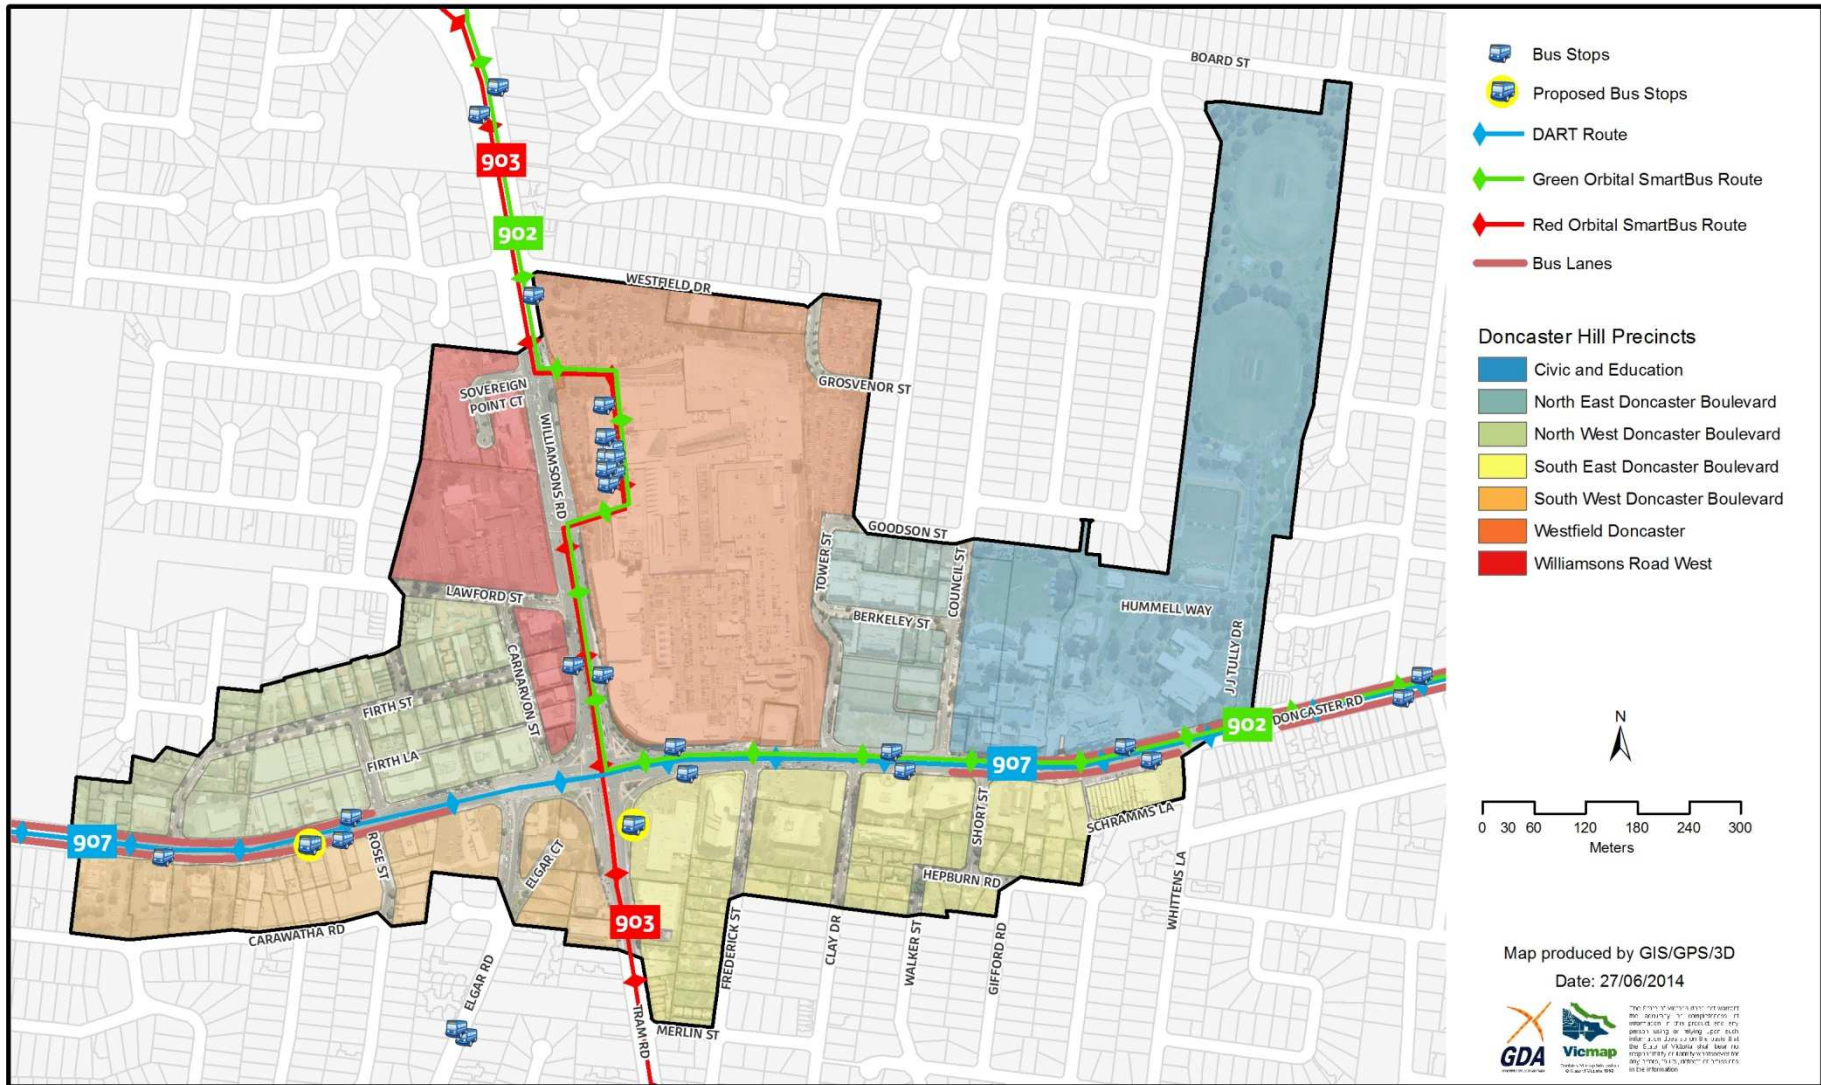 BOARD ST
903
902
WESTFIELD DR
GROSVENOR ST
SOVEREIGN
POINT CT
WILLIAMSONS RD
GOODSON ST
TOWER ST
COUNCIL ST
LAWFORD ST
BERKELEY ST
HUMMELL WAY
CARNARVON ST
J J TULLY DR
FIRTH ST
FIRTH LA
DONCASTER RD
902
907
907
ROSE ST
ELGAR CT
SHORT ST
SCHRAMMS LA
HEPBURN RD
WHITTENS LA
903
CARAWATHA RD
FREDERICK ST
CLAY DR
WALKER ST
GIFFORD RD
ELGAR RD
TRAM RD
MERLIN ST
Bus Stops
Proposed Bus Stops
DART Route
Green Orbital SmartBus Route
Red Orbital SmartBus Route
Bus Lanes
Doncaster Hill Precincts
Civic and Education
North East Doncaster Boulevard
North West Doncaster Boulevard
South East Doncaster Boulevard
South West Doncaster Boulevard
Westfield Doncaster
Williamsons Road West
N
0 30 60 120 180 240 300
Meters
Map produced by GIS/GPS/3D
Date: 27/06/2014
GDA
Vicmap